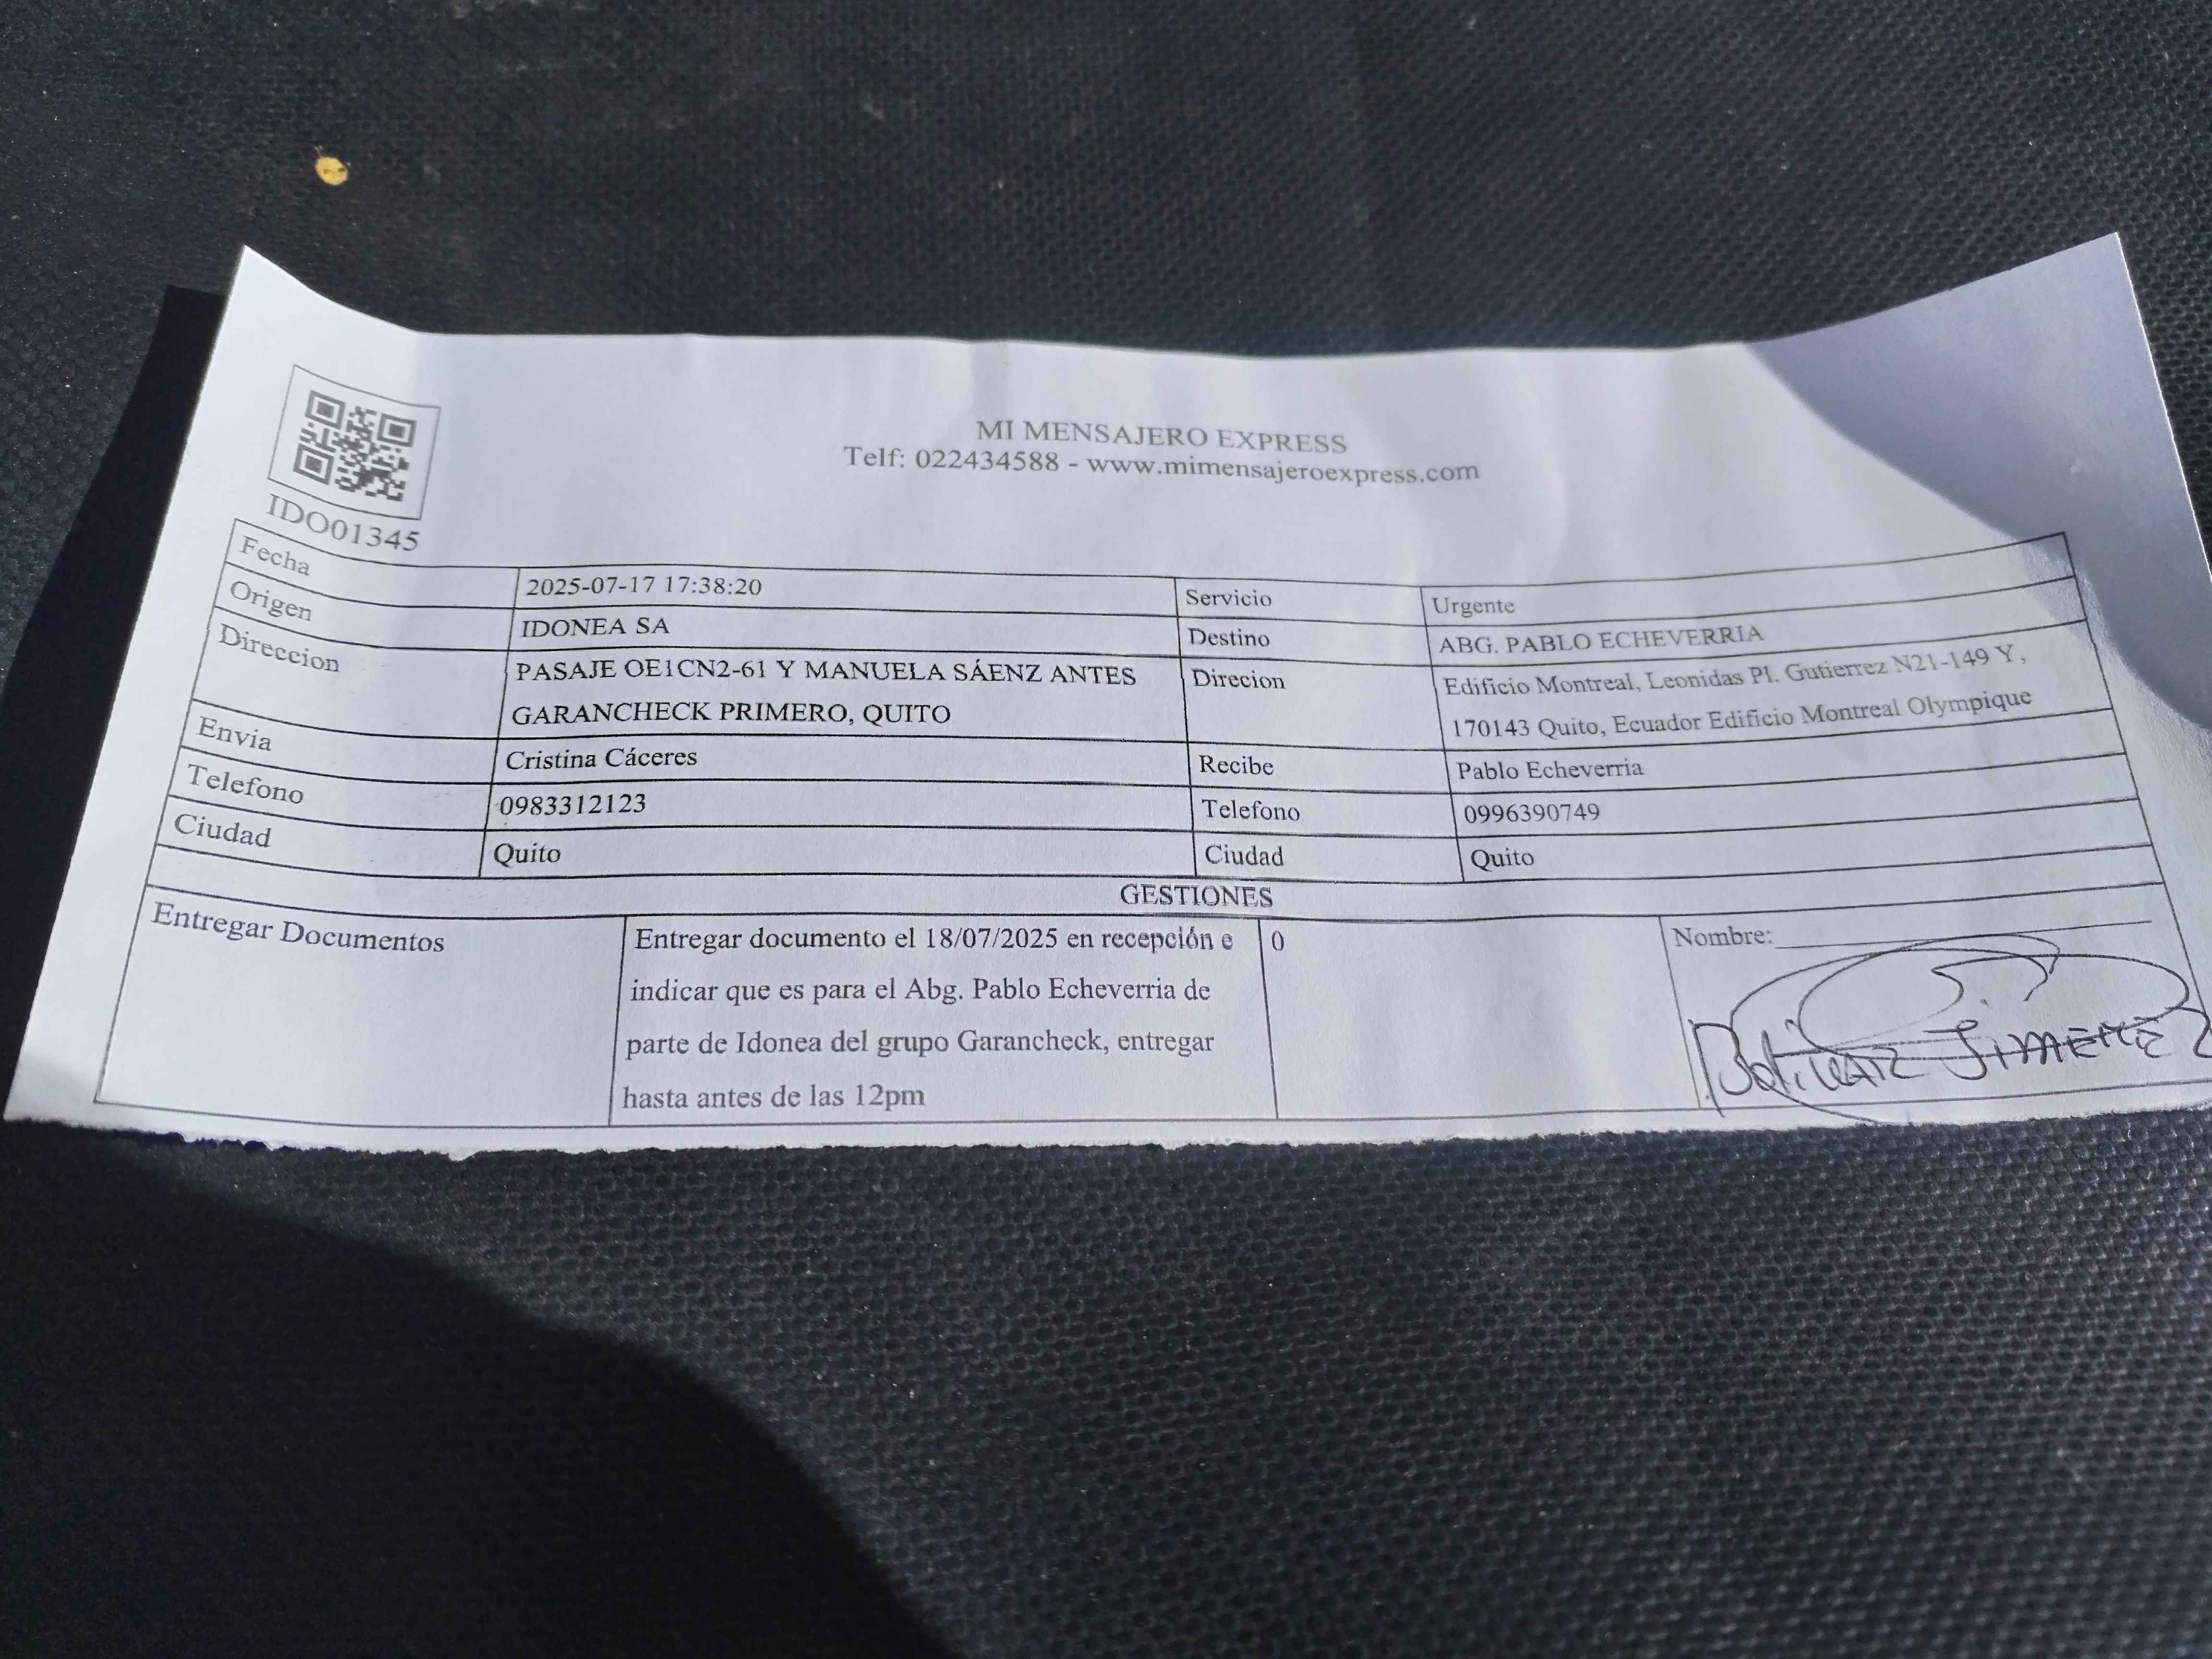 MI MENSAJERO EXPRESS
Telf: 022434588 - www.mimensajeroexpress.com
IDO01345
Fecha 2025-07-17 17:38:20 Servicio Urgente
Origen IDONEA SA Destino ABG. PABLO ECHEVERRIA
Direccion PASAJE OE1CN2-61 Y MANUELA SÁENZ ANTES Direcion Edificio Montreal, Leonidas Pl. Gutierrez N21-149 Y,
GARANCHECK PRIMERO, QUITO 170143 Quito, Ecuador Edificio Montreal Olympique
Envia Cristina Cáceres Recibe Pablo Echeverria
Telefono 0983312123 Telefono 0996390749
Ciudad Quito Ciudad Quito
GESTIONES
Entregar Documentos Entregar documento el 18/07/2025 en recepción e 0 Nombre:
indicar que es para el Abg. Pablo Echeverria de
parte de Idonea del grupo Garancheck, entregar
hasta antes de las 12pm
Bolivar Jimenez